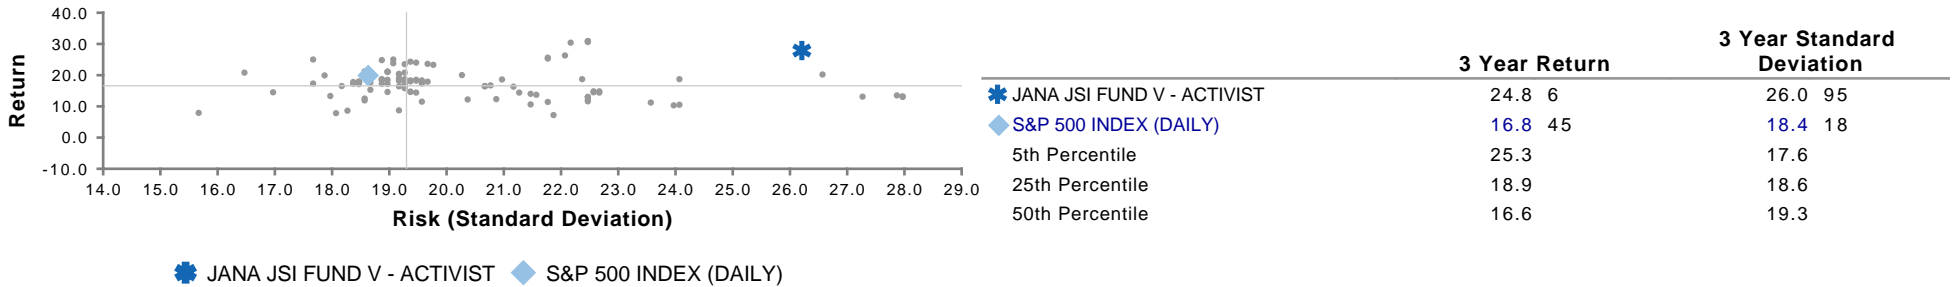 40.0
30.0
20.0
10.0
0.0
-10.0
Return
14.0 15.0 16.0 17.0 18.0 19.0 20.0 21.0 22.0 23.0 24.0 25.0 26.0 27.0 28.0 29.0
Risk (Standard Deviation)
JANA JSI FUND V - ACTIVIST S&P 500 INDEX (DAILY)
3 Year Return 3 Year Standard Deviation
JANA JSI FUND V - ACTIVIST 24.8 6 26.0 95
S&P 500 INDEX (DAILY) 16.8 45 18.4 18
5th Percentile 25.3 17.6
25th Percentile 18.9 18.6
50th Percentile 16.6 19.3